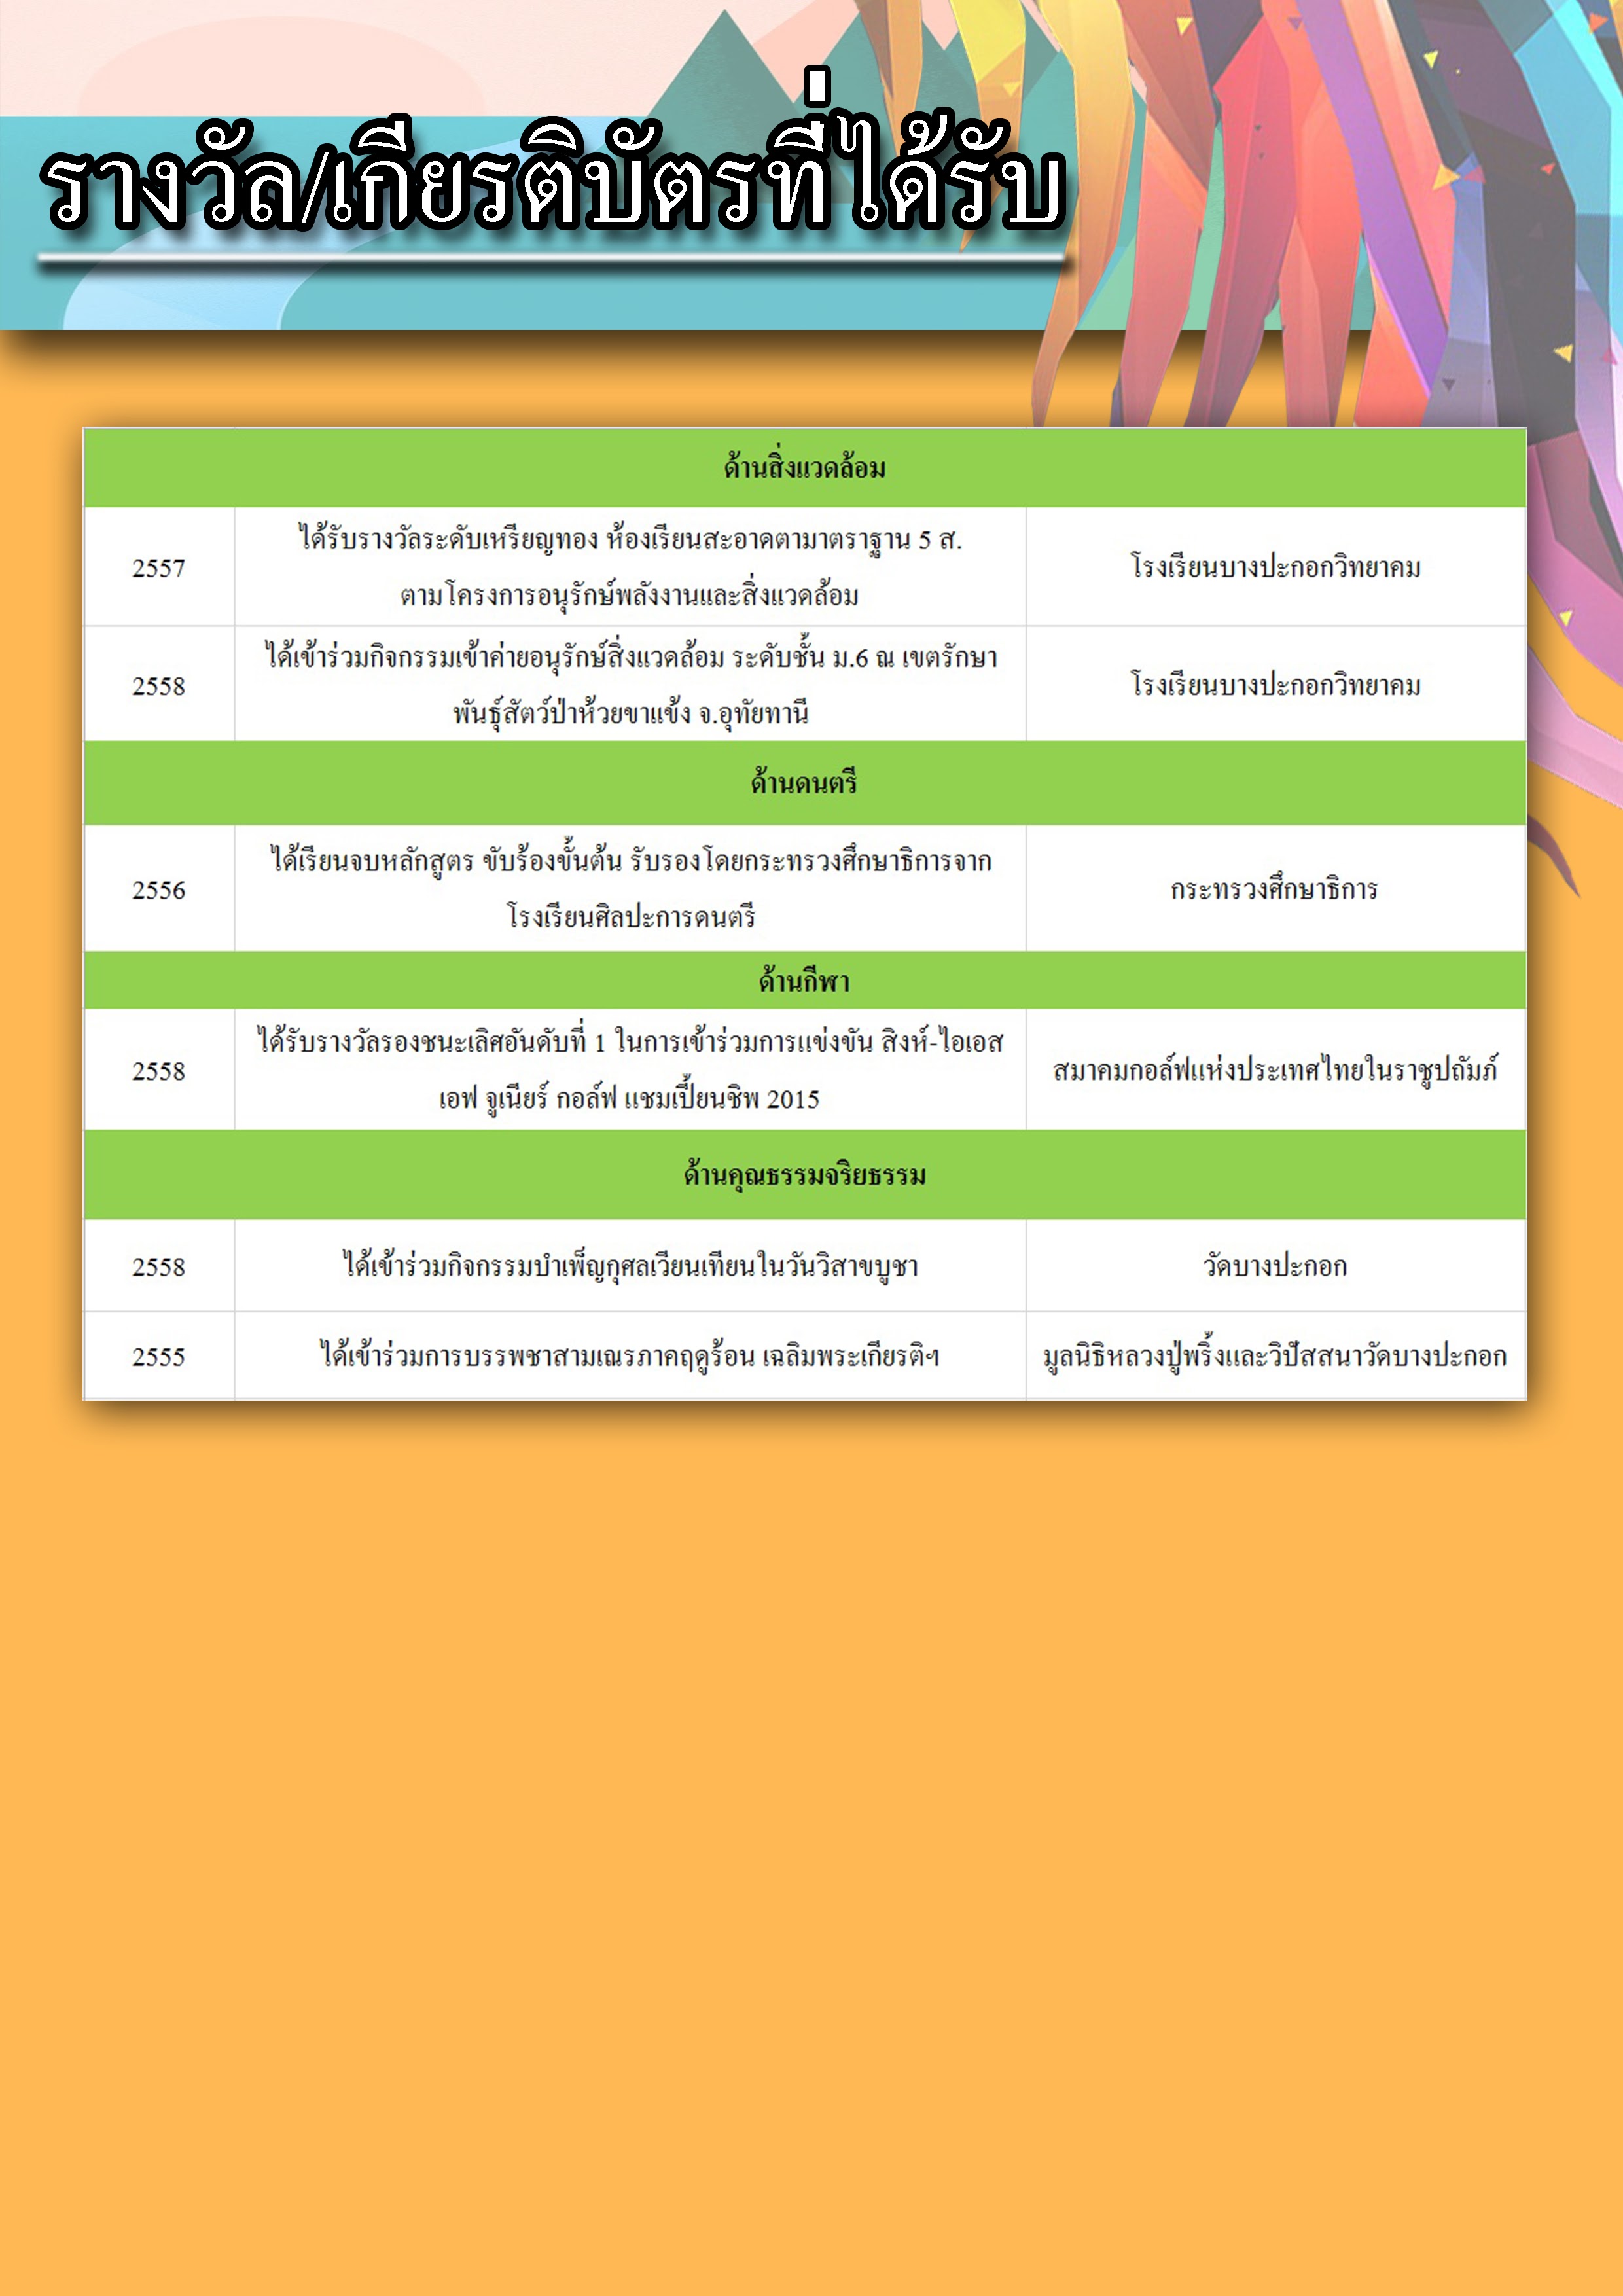 รางวัล/เกียรติบัตรที่ได้รับ
ด้านสิ่งแวดล้อม
2557
ได้รับรางวัลระดับเหรียญทอง ห้องเรียนสะอาดตามาตราฐาน 5 ส.
ตามโครงการอนุรักษ์พลังงานและสิ่งแวดล้อม
โรงเรียนบางปะกอกวิทยาคม
2558
ได้เข้าร่วมกิจกรรมเข้าค่ายอนุรักษ์สิ่งแวดล้อม ระดับชั้น ม.6 ณ เขตรักษา
พันธุ์สัตว์ป่าห้วยขาแข้ง จ.อุทัยทานี
โรงเรียนบางปะกอกวิทยาคม
ด้านดนตรี
2556
ได้เรียนจบหลักสูตร ขับร้องขั้นต้น รับรองโดยกระทรวงศึกษาธิการจาก
โรงเรียนศิลปะการดนตรี
กระทรวงศึกษาธิการ
ด้านกีฬา
2558
ได้รับรางวัลรองชนะเลิศอันดับที่ 1 ในการเข้าร่วมการแข่งขัน สิงห์-ไอเอส
เอฟ จูเนียร์ กอล์ฟ แชมเปี้ยนชิพ 2015
สมาคมกอล์ฟแห่งประเทศไทยในราชูปถัมภ์
ด้านคุณธรรมจริยธรรม
2558
ได้เข้าร่วมกิจกรรมบำเพ็ญกุศลเวียนเทียนในวันวิสาขบูชา
วัดบางปะกอก
2555
ได้เข้าร่วมการบรรพชาสามเณรภาคฤดูร้อน เฉลิมพระเกียรติฯ
มูลนิธิหลวงปู่พริ้งและวิปัสสนาวัดบางปะกอก